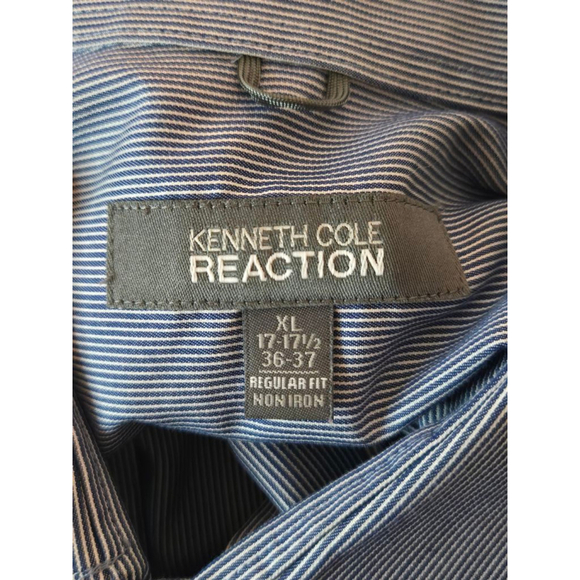 KENNETH COLE
REACTION
XL
17-17½
36-37
REGULAR FIT
NON IRON